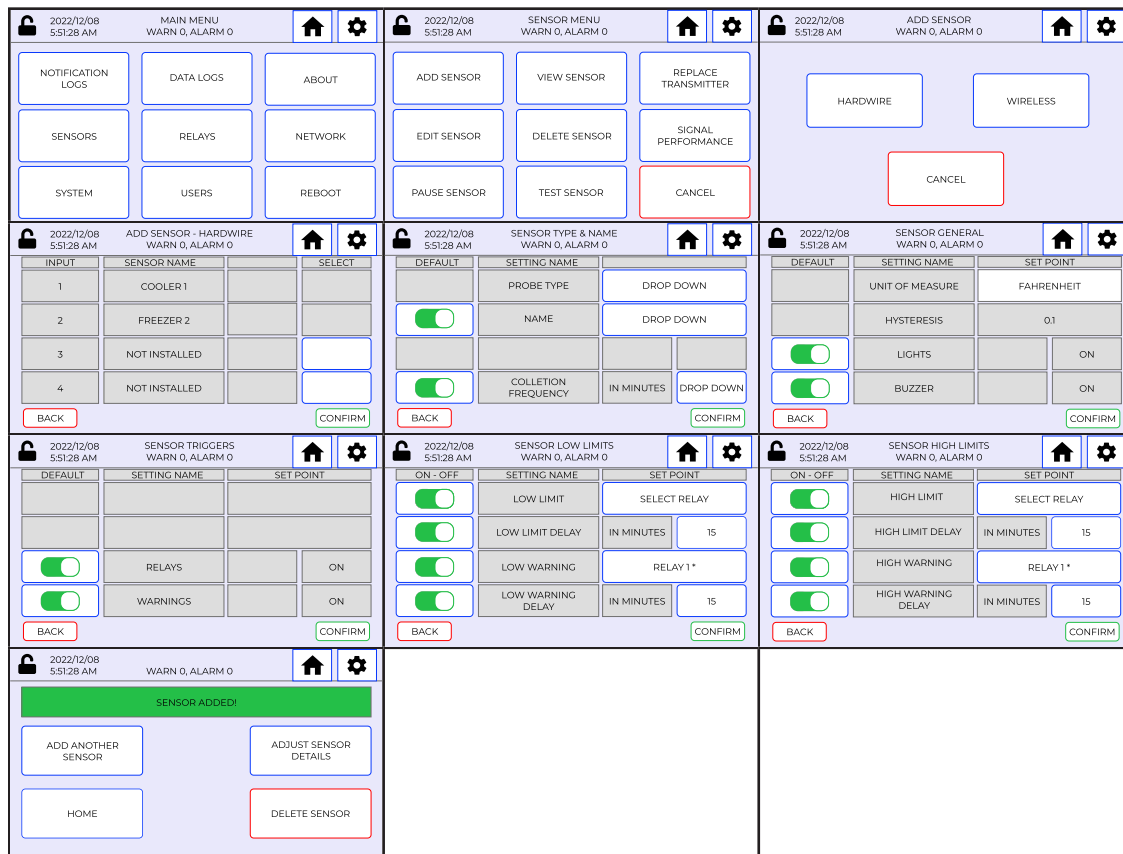 2022/12/08
5:51:28 AM
MAIN MENU
WARN 0, ALARM 0
NOTIFICATION
LOGS
DATA LOGS
ABOUT
SENSORS
RELAYS
NETWORK
SYSTEM
USERS
REBOOT
2022/12/08
5:51:28 AM
SENSOR MENU
WARN 0, ALARM 0
ADD SENSOR
VIEW SENSOR
REPLACE
TRANSMITTER
EDIT SENSOR
DELETE SENSOR
SIGNAL
PERFORMANCE
PAUSE SENSOR
TEST SENSOR
CANCEL
2022/12/08
5:51:28 AM
ADD SENSOR
WARN 0, ALARM 0
HARDWIRE
WIRELESS
CANCEL
2022/12/08
5:51:28 AM
ADD SENSOR - HARDWIRE
WARN 0, ALARM 0
INPUT SENSOR NAME SELECT
1 COOLER 1
2 FREEZER 2
3 NOT INSTALLED
4 NOT INSTALLED
BACK CONFIRM
2022/12/08
5:51:28 AM
SENSOR TYPE & NAME
WARN 0, ALARM 0
DEFAULT SETTING NAME
PROBE TYPE DROP DOWN
NAME DROP DOWN
COLLETION
FREQUENCY
IN MINUTES DROP DOWN
BACK CONFIRM
2022/12/08
5:51:28 AM
SENSOR GENERAL
WARN 0, ALARM 0
DEFAULT SETTING NAME SET POINT
UNIT OF MEASURE FAHRENHEIT
HYSTERESIS 0.1
LIGHTS ON
BUZZER ON
BACK CONFIRM
2022/12/08
5:51:28 AM
SENSOR TRIGGERS
WARN 0, ALARM 0
DEFAULT SETTING NAME SET POINT
RELAYS ON
WARNINGS ON
BACK CONFIRM
2022/12/08
5:51:28 AM
SENSOR LOW LIMITS
WARN 0, ALARM 0
ON - OFF SETTING NAME SET POINT
LOW LIMIT SELECT RELAY
LOW LIMIT DELAY IN MINUTES 15
LOW WARNING RELAY 1 *
LOW WARNING
DELAY
IN MINUTES 15
BACK CONFIRM
2022/12/08
5:51:28 AM
SENSOR HIGH LIMITS
WARN 0, ALARM 0
ON - OFF SETTING NAME SET POINT
HIGH LIMIT SELECT RELAY
HIGH LIMIT DELAY IN MINUTES 15
HIGH WARNING RELAY 1 *
HIGH WARNING
DELAY
IN MINUTES 15
BACK CONFIRM
2022/12/08
5:51:28 AM
WARN 0, ALARM 0
SENSOR ADDED!
ADD ANOTHER
SENSOR
ADJUST SENSOR
DETAILS
HOME
DELETE SENSOR